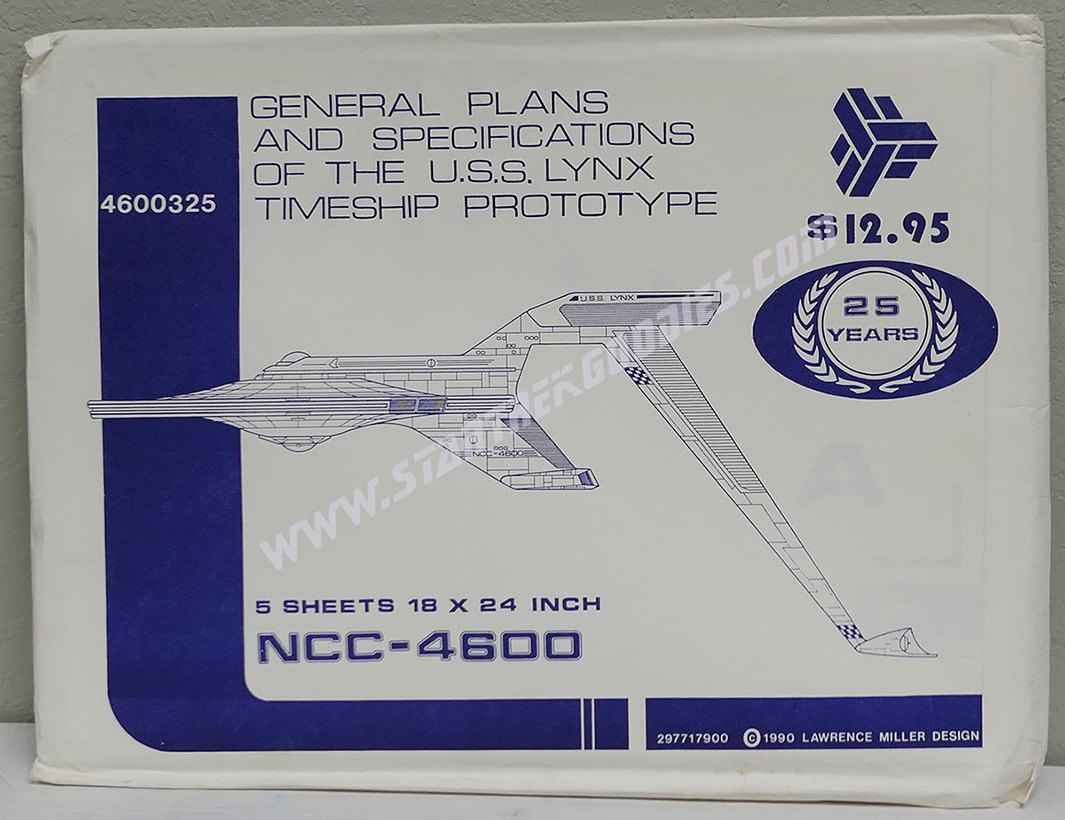 GENERAL PLANS
AND SPECIFICATIONS
OF THE U.S.S. LYNX
TIMESHIP PROTOTYPE
4600325
$12.95
25
YEARS
U.S.S. LYNX
NCC-4600
WWW.STARTREKGOODIES.COM
5 SHEETS 18 X 24 INCH
NCC-4600
297717900 ©1990 LAWRENCE MILLER DESIGN